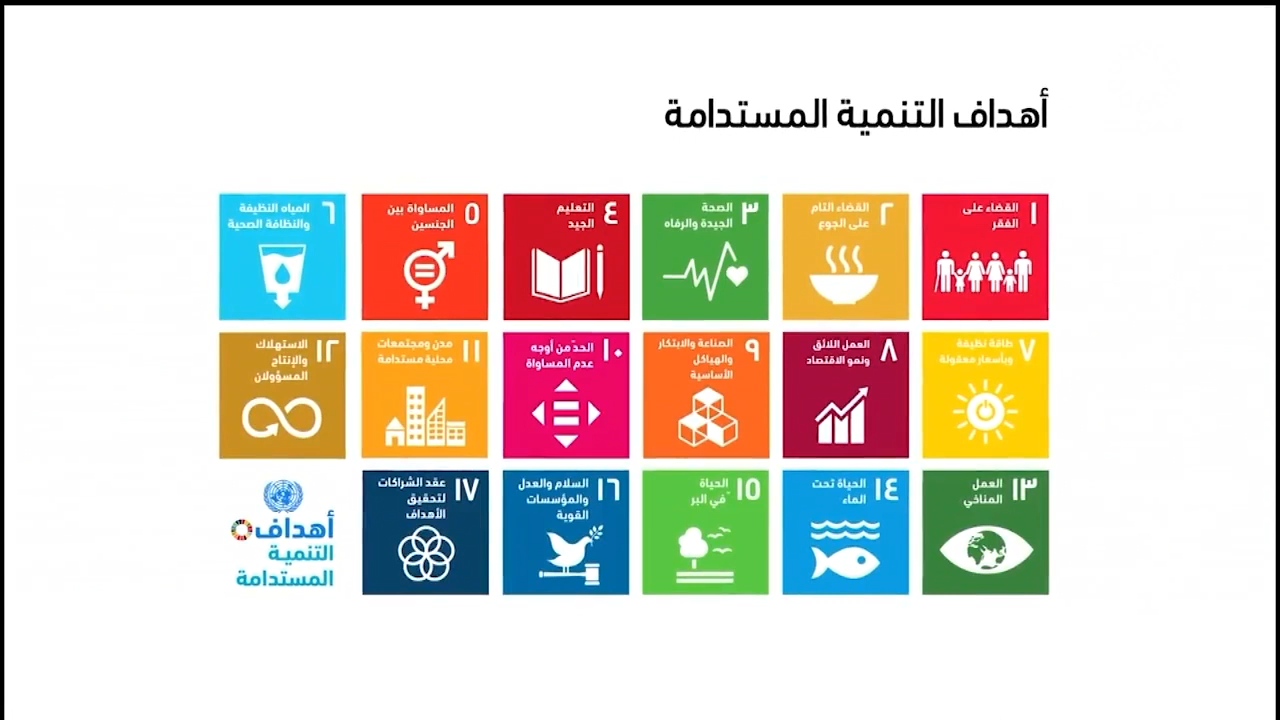 أهداف التنمية المستدامة
١
القضاء على
الفقر
٢
القضاء التام
على الجوع
٣
الصحة
الجيدة والرفاه
٤
التعليم
الجيد
٥
المساواة بين
الجنسين
٦
المياه النظيفة
والنظافة الصحية
٧
طاقة نظيفة
وبأسعار معقولة
٨
العمل اللائق
ونمو الاقتصاد
٩
الصناعة والابتكار
والهياكل
الأساسية
١٠
الحدّ من أوجه
عدم المساواة
١١
مدن ومجتمعات
محلية مستدامة
١٢
الاستهلاك
والإنتاج
المسؤولان
١٣
العمل
المناخي
١٤
الحياة تحت
الماء
١٥
الحياة
في البر
١٦
السلام والعدل
والمؤسسات
القوية
١٧
عقد الشراكات
لتحقيق
الأهداف
أهداف
التنمية
المستدامة